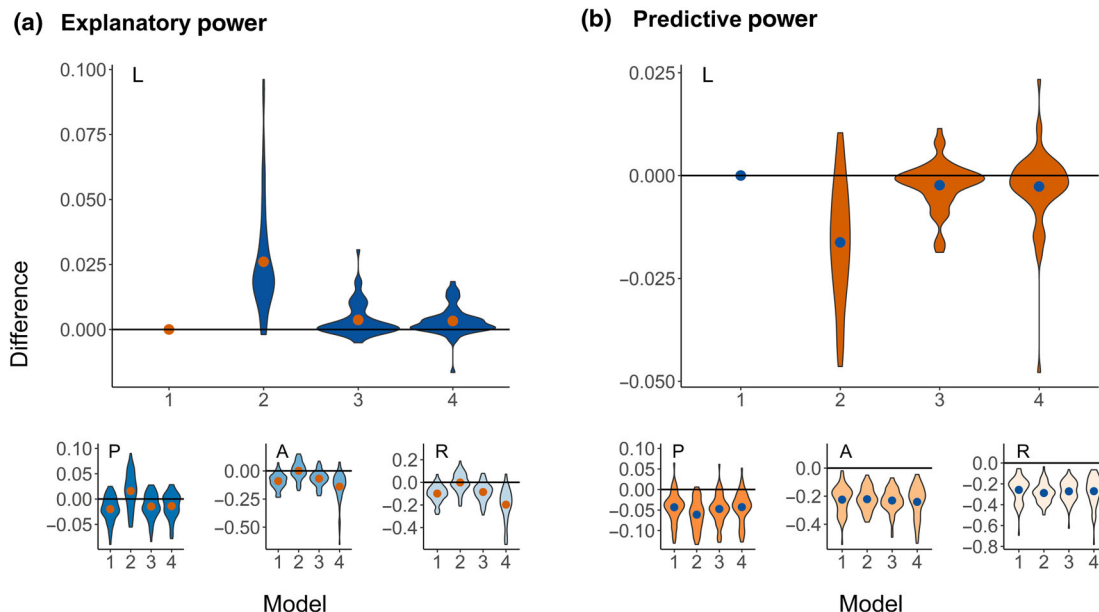 (a) Explanatory power
(b) Predictive power
L
0.100
0.075
0.050
0.025
0.000
Difference
1 2 3 4
L
0.025
0.000
−0.025
−0.050
1 2 3 4
P
0.10
0.05
0.00
−0.05
1 2 3 4
A
0.00
−0.25
−0.50
1 2 3 4
R
0.2
0.0
−0.2
−0.4
1 2 3 4
Model
P
0.10
0.05
0.00
−0.05
−0.10
1 2 3 4
A
0.0
−0.2
−0.4
1 2 3 4
R
0.0
−0.2
−0.4
−0.6
−0.8
1 2 3 4
Model